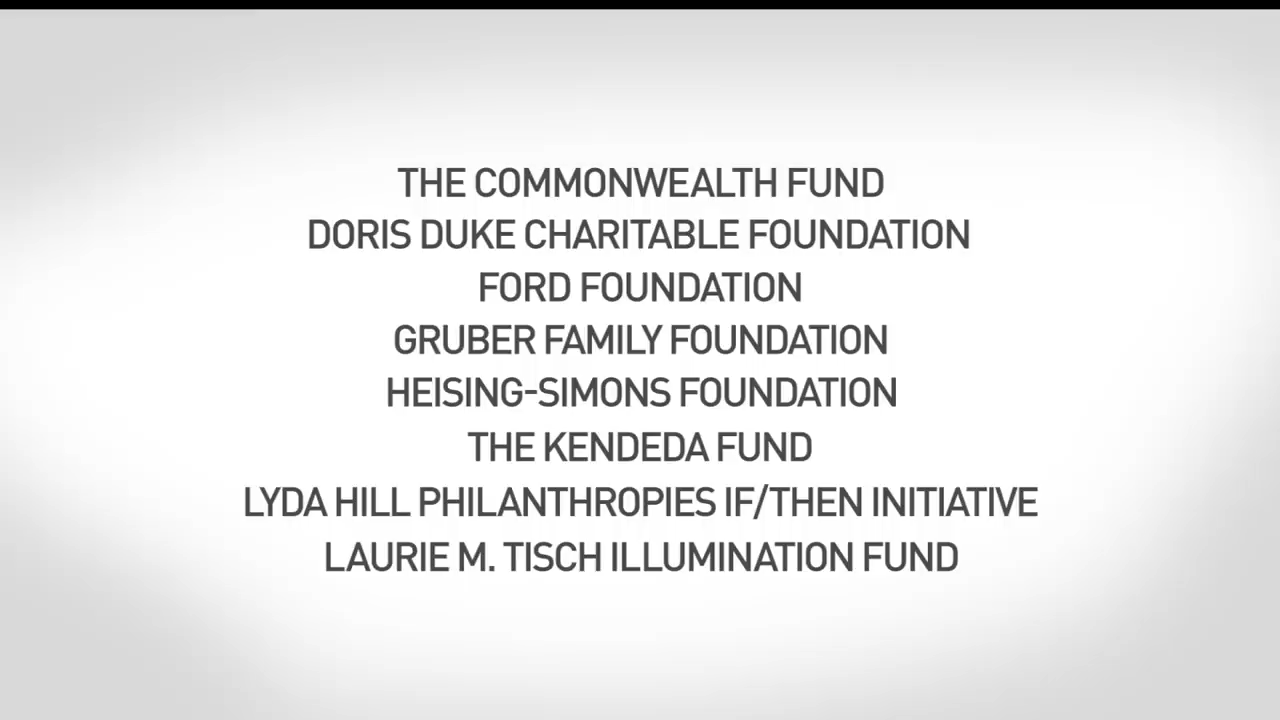 THE COMMONWEALTH FUND
DORIS DUKE CHARITABLE FOUNDATION
FORD FOUNDATION
GRUBER FAMILY FOUNDATION
HEISING-SIMONS FOUNDATION
THE KENDEDA FUND
LYDA HILL PHILANTHROPIES IF/THEN INITIATIVE
LAURIE M. TISCH ILLUMINATION FUND